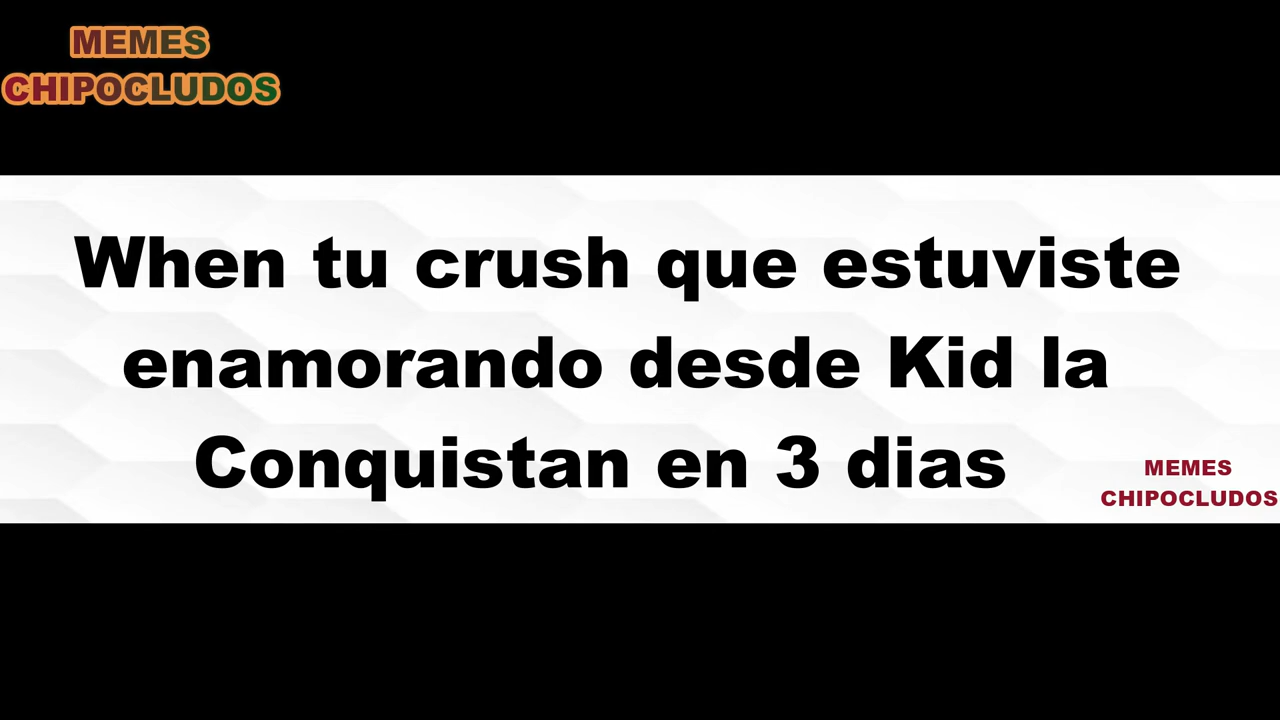 MEMES
CHIPOCLUDOS
When tu crush que estuviste
enamorando desde Kid la
Conquistan en 3 dias
MEMES
CHIPOCLUDOS